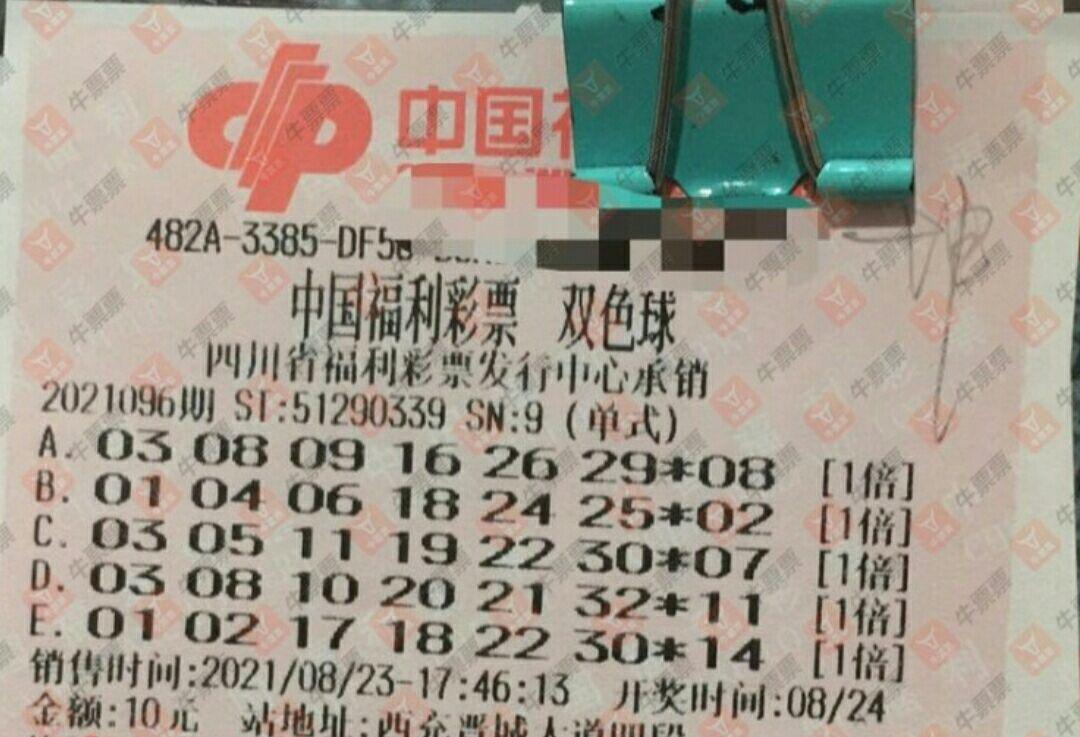 中国福
482A-3385-DF5
中国福利彩票 双色球
四川省福利彩票发行中心承销
2021096期 ST:51290339 SN:9 (单式)
A. 03 08 09 16 26 29*08 [1倍]
B. 01 04 06 18 24 25*02 [1倍]
C. 03 05 11 19 22 30*07 [1倍]
D. 03 08 10 20 21 32*11 [1倍]
E. 01 02 17 18 22 30*14 [1倍]
销售时间:2021/08/23-17:46:13 开奖时间:08/24
金额:10元 站地址:西充晋城大道四段
牛票票